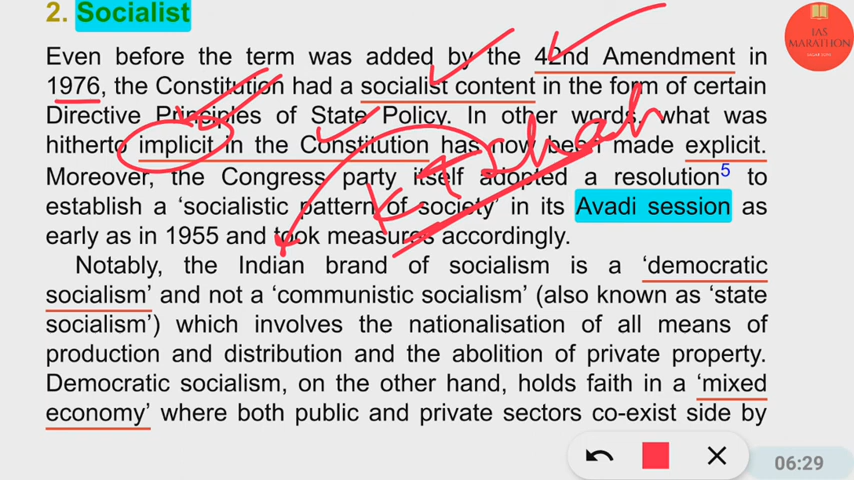 2. Socialist
IAS
MARATHON
Even before the term was added by the 42nd Amendment in
1976, the Constitution had a socialist content in the form of certain
Directive Principles of State Policy. In other words, what was
hitherto implicit in the Constitution has now been made explicit.
Moreover, the Congress party itself adopted a resolution5 to
establish a ‘socialistic pattern of society’ in its Avadi session as
early as in 1955 and took measures accordingly.
Notably, the Indian brand of socialism is a ‘democratic
socialism’ and not a ‘communistic socialism’ (also known as ‘state
socialism’) which involves the nationalisation of all means of
production and distribution and the abolition of private property.
Democratic socialism, on the other hand, holds faith in a ‘mixed
economy’ where both public and private sectors co-exist side by
06:29